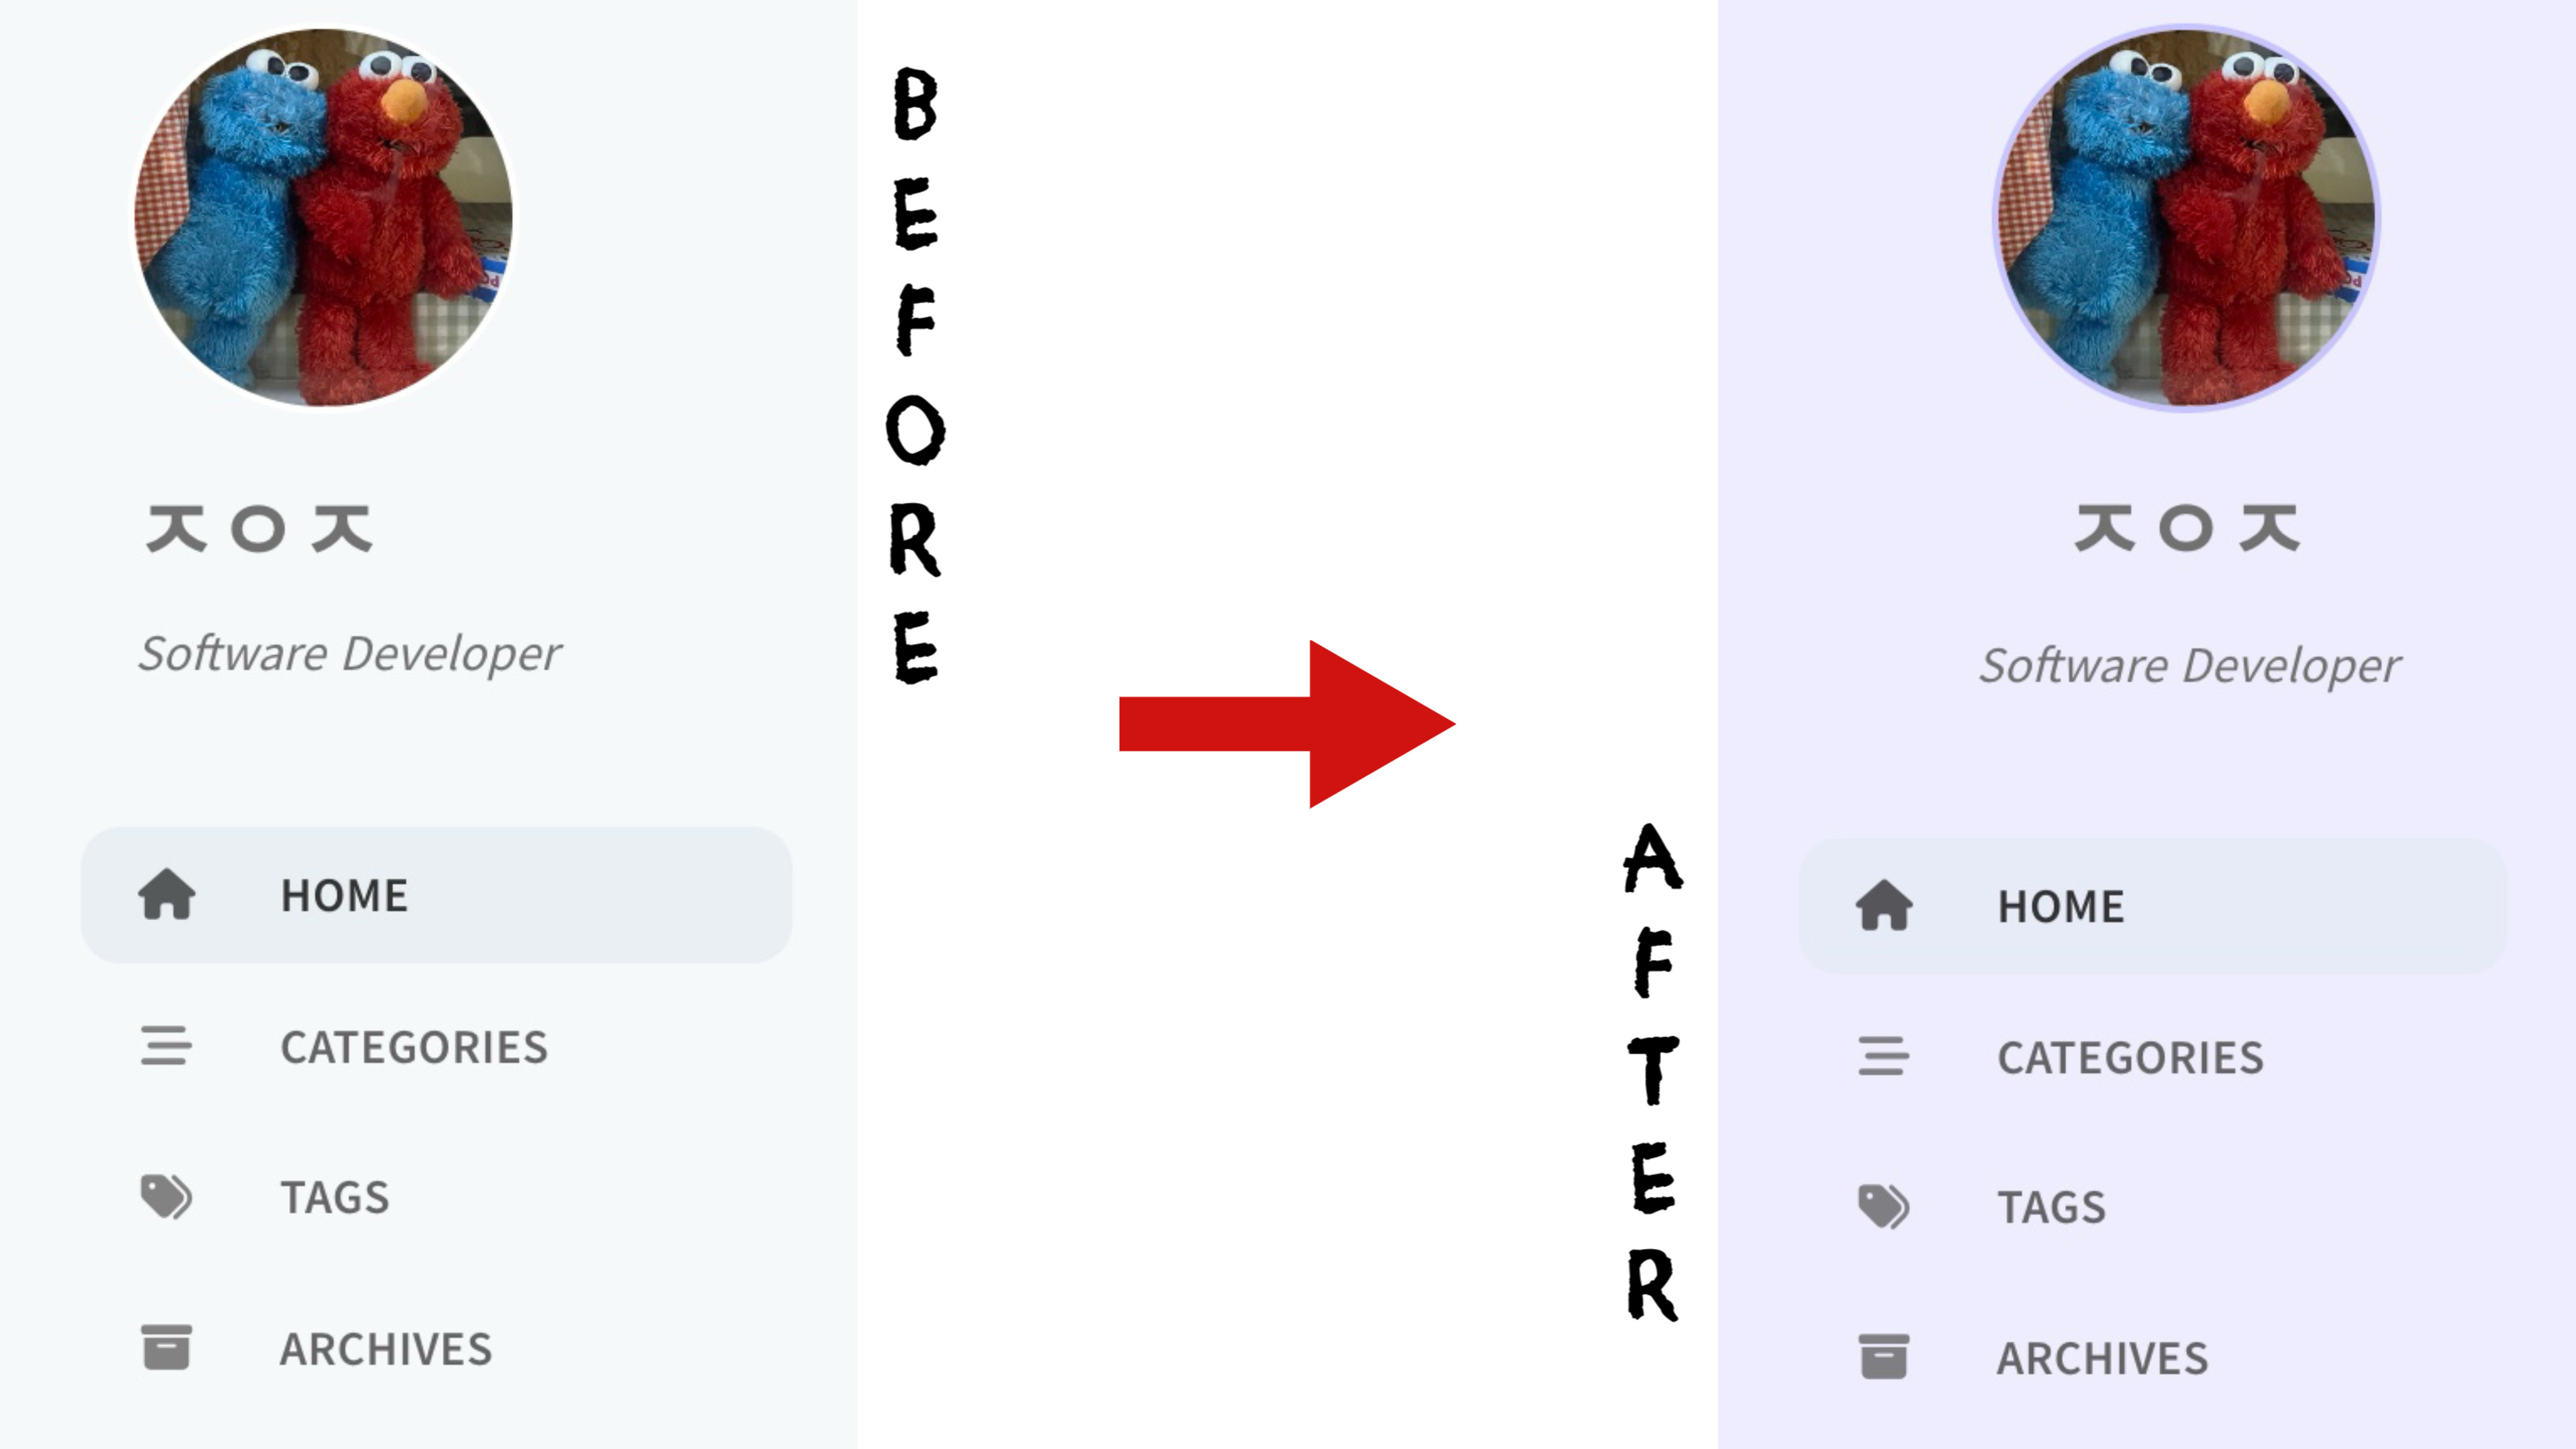 ㅈㅇㅈ
Software Developer
HOME
CATEGORIES
TAGS
ARCHIVES
BEFORE
AFTER
ㅈㅇㅈ
Software Developer
HOME
CATEGORIES
TAGS
ARCHIVES